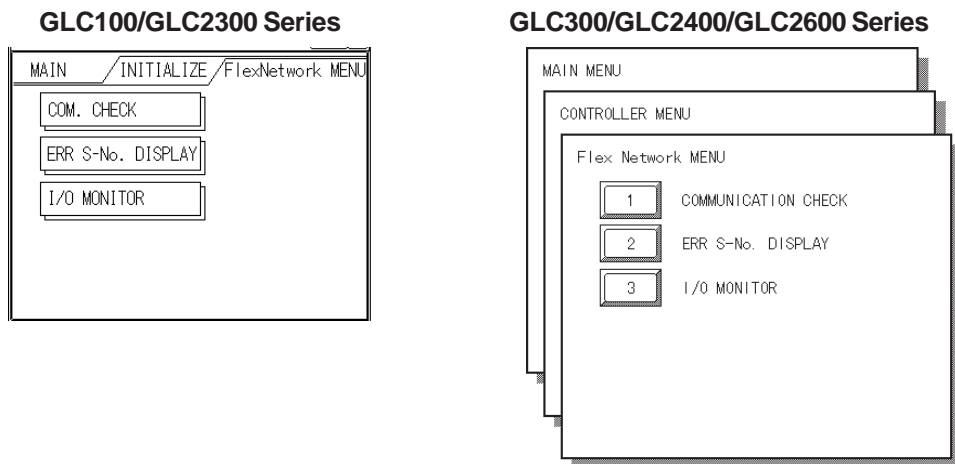 GLC100/GLC2300 Series
MAIN
INITIALIZE
FlexNetwork MENU
COM. CHECK
ERR S-No. DISPLAY
I/O MONITOR
GLC300/GLC2400/GLC2600 Series
MAIN MENU
CONTROLLER MENU
Flex Network MENU
1 COMMUNICATION CHECK
2 ERR S-No. DISPLAY
3 I/O MONITOR